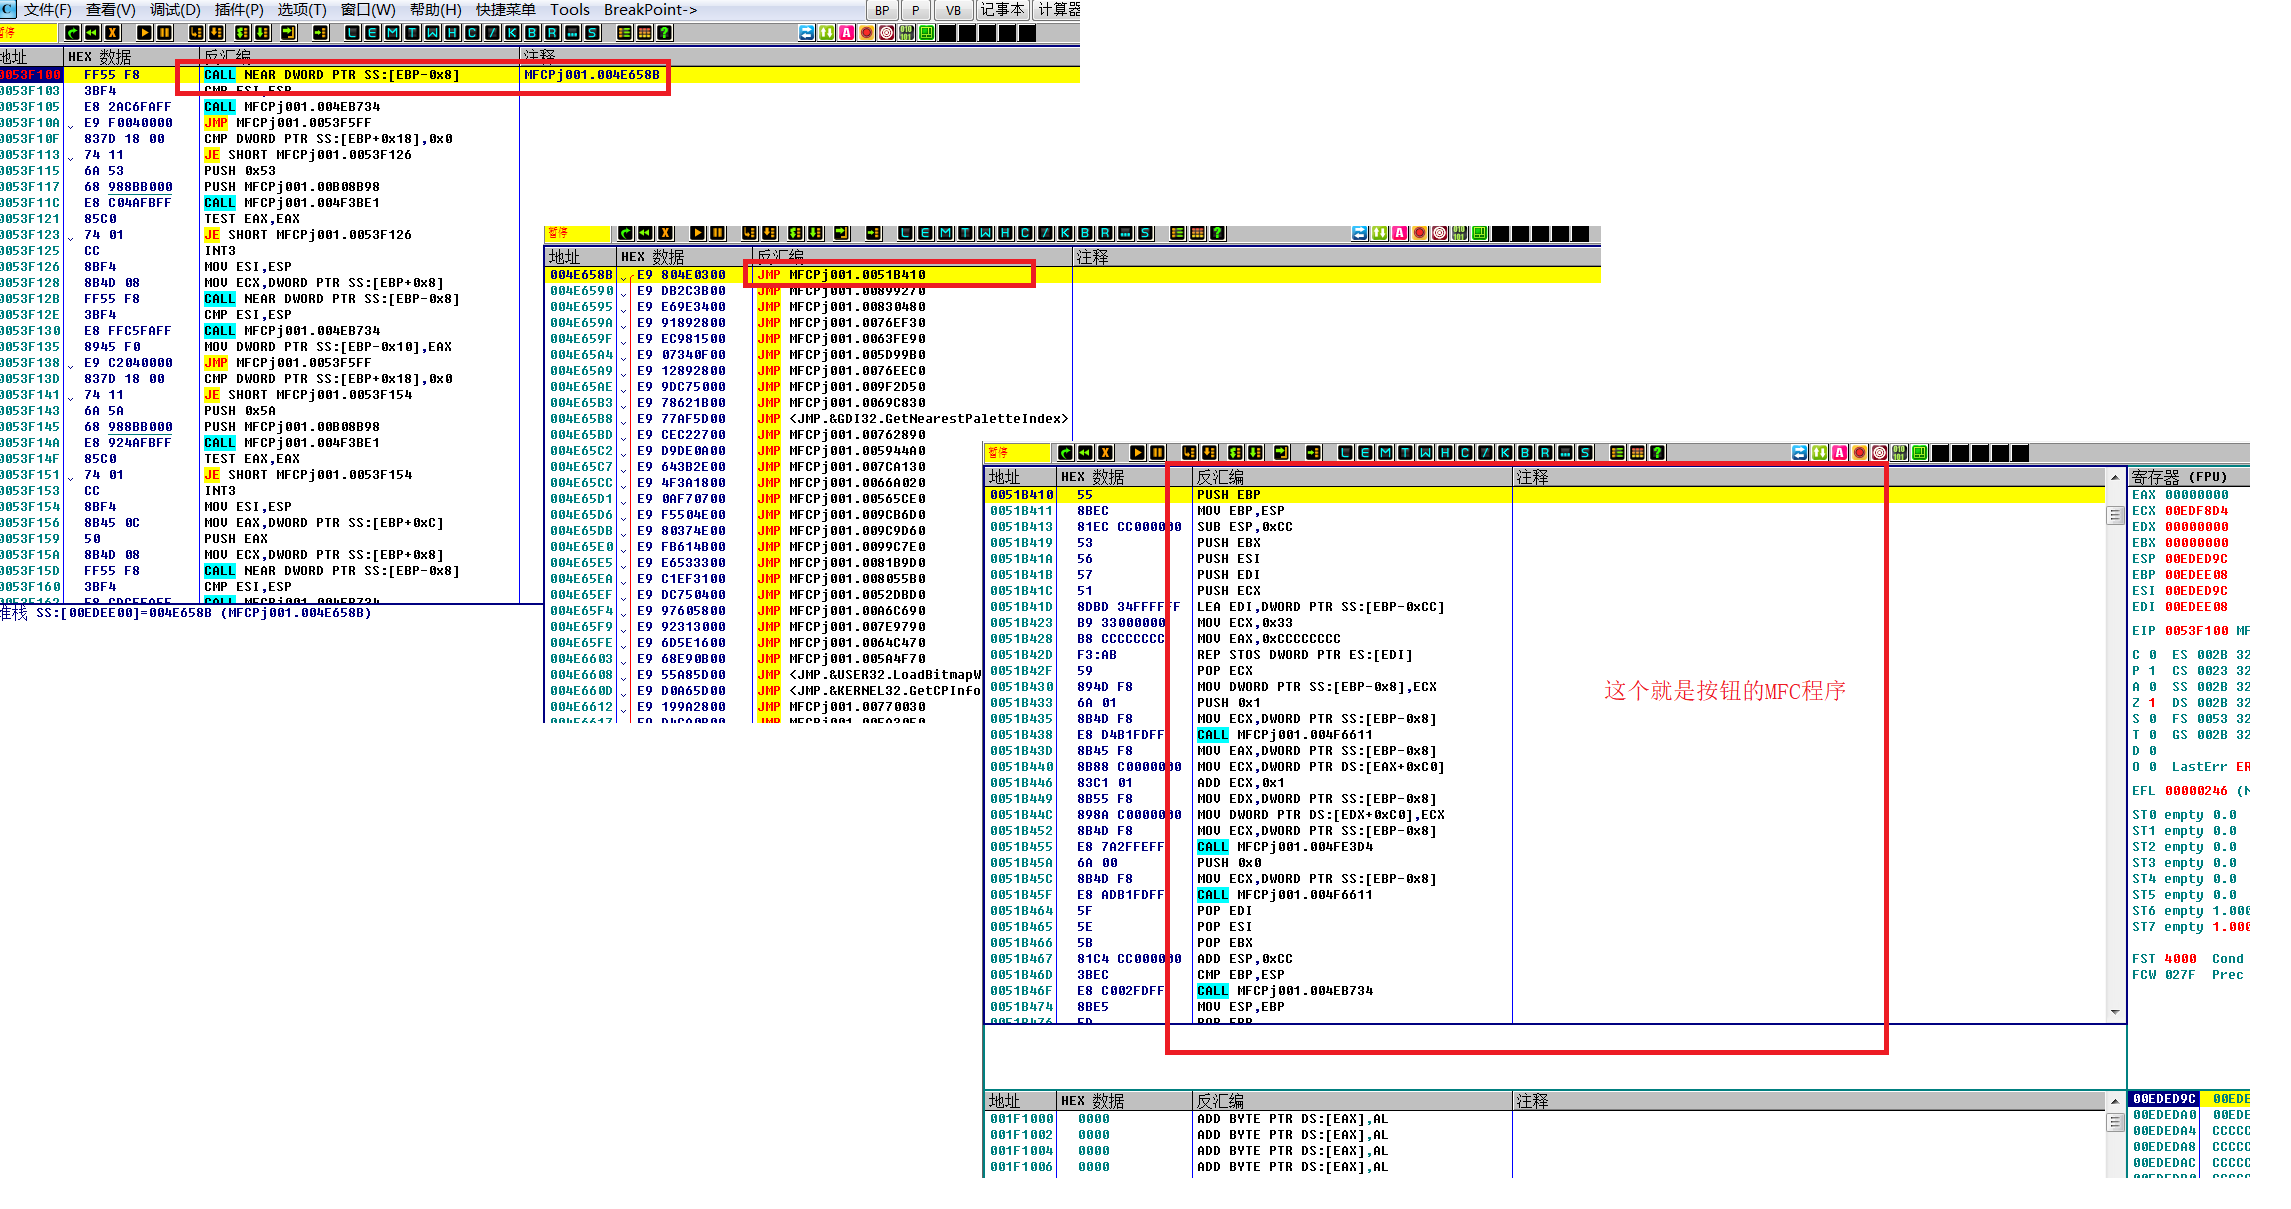 文件(F) 查看(V) 调试(D) 插件(P) 选项(T) 窗口(W) 帮助(H) 快捷菜单 Tools BreakPoint-> BP P VB 记事本 计算器
暂停 L E M T W H C / K B R ... S ?
地址 HEX 数据 反汇编 注释
0053F100 FF55 F8 CALL NEAR DWORD PTR SS:[EBP-0x8] MFCPj001.004E658B
0053F103 3BF4 CMP ESI,ESP
0053F105 E8 2AC6FAFF CALL MFCPj001.004EB734
0053F10A E9 F0040000 JMP MFCPj001.0053F5FF
0053F10F 837D 18 00 CMP DWORD PTR SS:[EBP+0x18],0x0
0053F113 74 11 JE SHORT MFCPj001.0053F126
0053F115 6A 53 PUSH 0x53
0053F117 68 988BB000 PUSH MFCPj001.00B08B98
0053F11C E8 C04AFBFF CALL MFCPj001.004F3BE1
0053F121 85C0 TEST EAX,EAX
0053F123 74 01 JE SHORT MFCPj001.0053F126
0053F125 CC INT3
0053F126 8BF4 MOV ESI,ESP
0053F128 8B4D 08 MOV ECX,DWORD PTR SS:[EBP+0x8]
0053F12B FF55 F8 CALL NEAR DWORD PTR SS:[EBP-0x8]
0053F12E 3BF4 CMP ESI,ESP
0053F130 E8 FFC5FAFF CALL MFCPj001.004EB734
0053F135 8945 F0 MOV DWORD PTR SS:[EBP-0x10],EAX
0053F138 E9 C2040000 JMP MFCPj001.0053F5FF
0053F13D 837D 18 00 CMP DWORD PTR SS:[EBP+0x18],0x0
0053F141 74 11 JE SHORT MFCPj001.0053F154
0053F143 6A 5A PUSH 0x5A
0053F145 68 988BB000 PUSH MFCPj001.00B08B98
0053F14A E8 924AFBFF CALL MFCPj001.004F3BE1
0053F14F 85C0 TEST EAX,EAX
0053F151 74 01 JE SHORT MFCPj001.0053F154
0053F153 CC INT3
0053F154 8BF4 MOV ESI,ESP
0053F156 8B45 0C MOV EAX,DWORD PTR SS:[EBP+0xC]
0053F159 50 PUSH EAX
0053F15A 8B4D 08 MOV ECX,DWORD PTR SS:[EBP+0x8]
0053F15D FF55 F8 CALL NEAR DWORD PTR SS:[EBP-0x8]
0053F160 3BF4 CMP ESI,ESP
堆栈 SS:[00EDEE00]=004E658B (MFCPj001.004E658B)
暂停 L E M T W H C / K B R ... S ?
地址 HEX 数据 反汇编 注释
004E658B E9 804E0300 JMP MFCPj001.0051B410
004E6590 E9 DB2C3B00 JMP MFCPj001.00899270
004E6595 E9 E69E3400 JMP MFCPj001.00830480
004E659A E9 91892800 JMP MFCPj001.0076EF30
004E659F E9 EC981500 JMP MFCPj001.0063FE90
004E65A4 E9 07340F00 JMP MFCPj001.005D99B0
004E65A9 E9 12892800 JMP MFCPj001.0076EEC0
004E65AE E9 9DC75000 JMP MFCPj001.009F2D50
004E65B3 E9 78621B00 JMP MFCPj001.0069C830
004E65B8 E9 77AF5D00 JMP <JMP.&GDI32.GetNearestPaletteIndex>
004E65BD E9 CEC22700 JMP MFCPj001.00762890
004E65C2 E9 D9DE0A00 JMP MFCPj001.005944A0
004E65C7 E9 643B2E00 JMP MFCPj001.007CA130
004E65CC E9 4F3A1800 JMP MFCPj001.0066A020
004E65D1 E9 0AF70700 JMP MFCPj001.00565CE0
004E65D6 E9 F5504E00 JMP MFCPj001.009CB6D0
004E65DB E9 80374E00 JMP MFCPj001.009C9D60
004E65E0 E9 FB614B00 JMP MFCPj001.0099C7E0
004E65E5 E9 E6533300 JMP MFCPj001.0081B9D0
004E65EA E9 C1EF3100 JMP MFCPj001.008055B0
004E65EF E9 DC750400 JMP MFCPj001.0052DBD0
004E65F4 E9 97605800 JMP MFCPj001.00A6C690
004E65F9 E9 92313000 JMP MFCPj001.007E9790
004E65FE E9 6D5E1600 JMP MFCPj001.0064C470
004E6603 E9 68E90B00 JMP MFCPj001.005A4F70
004E6608 E9 55A85D00 JMP <JMP.&USER32.LoadBitmapW
004E660D E9 D0A65D00 JMP <JMP.&KERNEL32.GetCPInfo
004E6612 E9 199A2800 JMP MFCPj001.00770030
暂停 L E M T W H C / K B R ... S ?
地址 HEX 数据 反汇编 注释 寄存器 (FPU)
0051B410 55 PUSH EBP EAX 00000000
0051B411 8BEC MOV EBP,ESP ECX 00EDF8D4
0051B413 81EC CC000000 SUB ESP,0xCC EDX 00000000
0051B419 53 PUSH EBX EBX 00000000
0051B41A 56 PUSH ESI ESP 00EDED9C
0051B41B 57 PUSH EDI EBP 00EDEE08
0051B41C 51 PUSH ECX ESI 00EDED9C
0051B41D 8DBD 34FFFFFF LEA EDI,DWORD PTR SS:[EBP-0xCC] EDI 00EDEE08
0051B423 B9 33000000 MOV ECX,0x33
0051B428 B8 CCCCCCCC MOV EAX,0xCCCCCCCC EIP 0053F100 MF
0051B42D F3:AB REP STOS DWORD PTR ES:[EDI] C 0 ES 002B 32
0051B42F 59 POP ECX P 1 CS 0023 32
0051B430 894D F8 MOV DWORD PTR SS:[EBP-0x8],ECX A 0 SS 002B 32
0051B433 6A 01 PUSH 0x1 Z 1 DS 002B 32
0051B435 8B4D F8 MOV ECX,DWORD PTR SS:[EBP-0x8] S 0 FS 0053 32
0051B438 E8 D4B1FDFF CALL MFCPj001.004F6611 T 0 GS 002B 32
0051B43D 8B45 F8 MOV EAX,DWORD PTR SS:[EBP-0x8] D 0
0051B440 8B88 C0000000 MOV ECX,DWORD PTR DS:[EAX+0xC0] O 0 LastErr ER
0051B446 83C1 01 ADD ECX,0x1
0051B449 8B55 F8 MOV EDX,DWORD PTR SS:[EBP-0x8] EFL 00000246
0051B44C 898A C0000000 MOV DWORD PTR DS:[EDX+0xC0],ECX ST0 empty 0.0
0051B452 8B4D F8 MOV ECX,DWORD PTR SS:[EBP-0x8] ST1 empty 0.0
0051B455 E8 7A2FFEFF CALL MFCPj001.004FE3D4 ST2 empty 0.0
0051B45A 6A 00 PUSH 0x0 ST3 empty 0.0
0051B45C 8B4D F8 MOV ECX,DWORD PTR SS:[EBP-0x8] ST4 empty 0.0
0051B45F E8 ADB1FDFF CALL MFCPj001.004F6611 ST5 empty 0.0
0051B464 5F POP EDI ST6 empty 1.000
0051B465 5E POP ESI ST7 empty 1.000
0051B466 5B POP EBX
0051B467 81C4 CC000000 ADD ESP,0xCC FST 4000 Cond
0051B46D 3BEC CMP EBP,ESP FCW 027F Prec
0051B46F E8 C002FDFF CALL MFCPj001.004EB734
0051B474 8BE5 MOV ESP,EBP
这个就是按钮的MFC程序
地址 HEX 数据 反汇编 注释 00EDED9C 00EDE
001F1000 0000 ADD BYTE PTR DS:[EAX],AL 00EDEDA0 00EDE
001F1002 0000 ADD BYTE PTR DS:[EAX],AL 00EDEDA4 CCCCC
001F1004 0000 ADD BYTE PTR DS:[EAX],AL 00EDEDA8 CCCCC
001F1006 0000 ADD BYTE PTR DS:[EAX],AL 00EDEDAC CCCCC